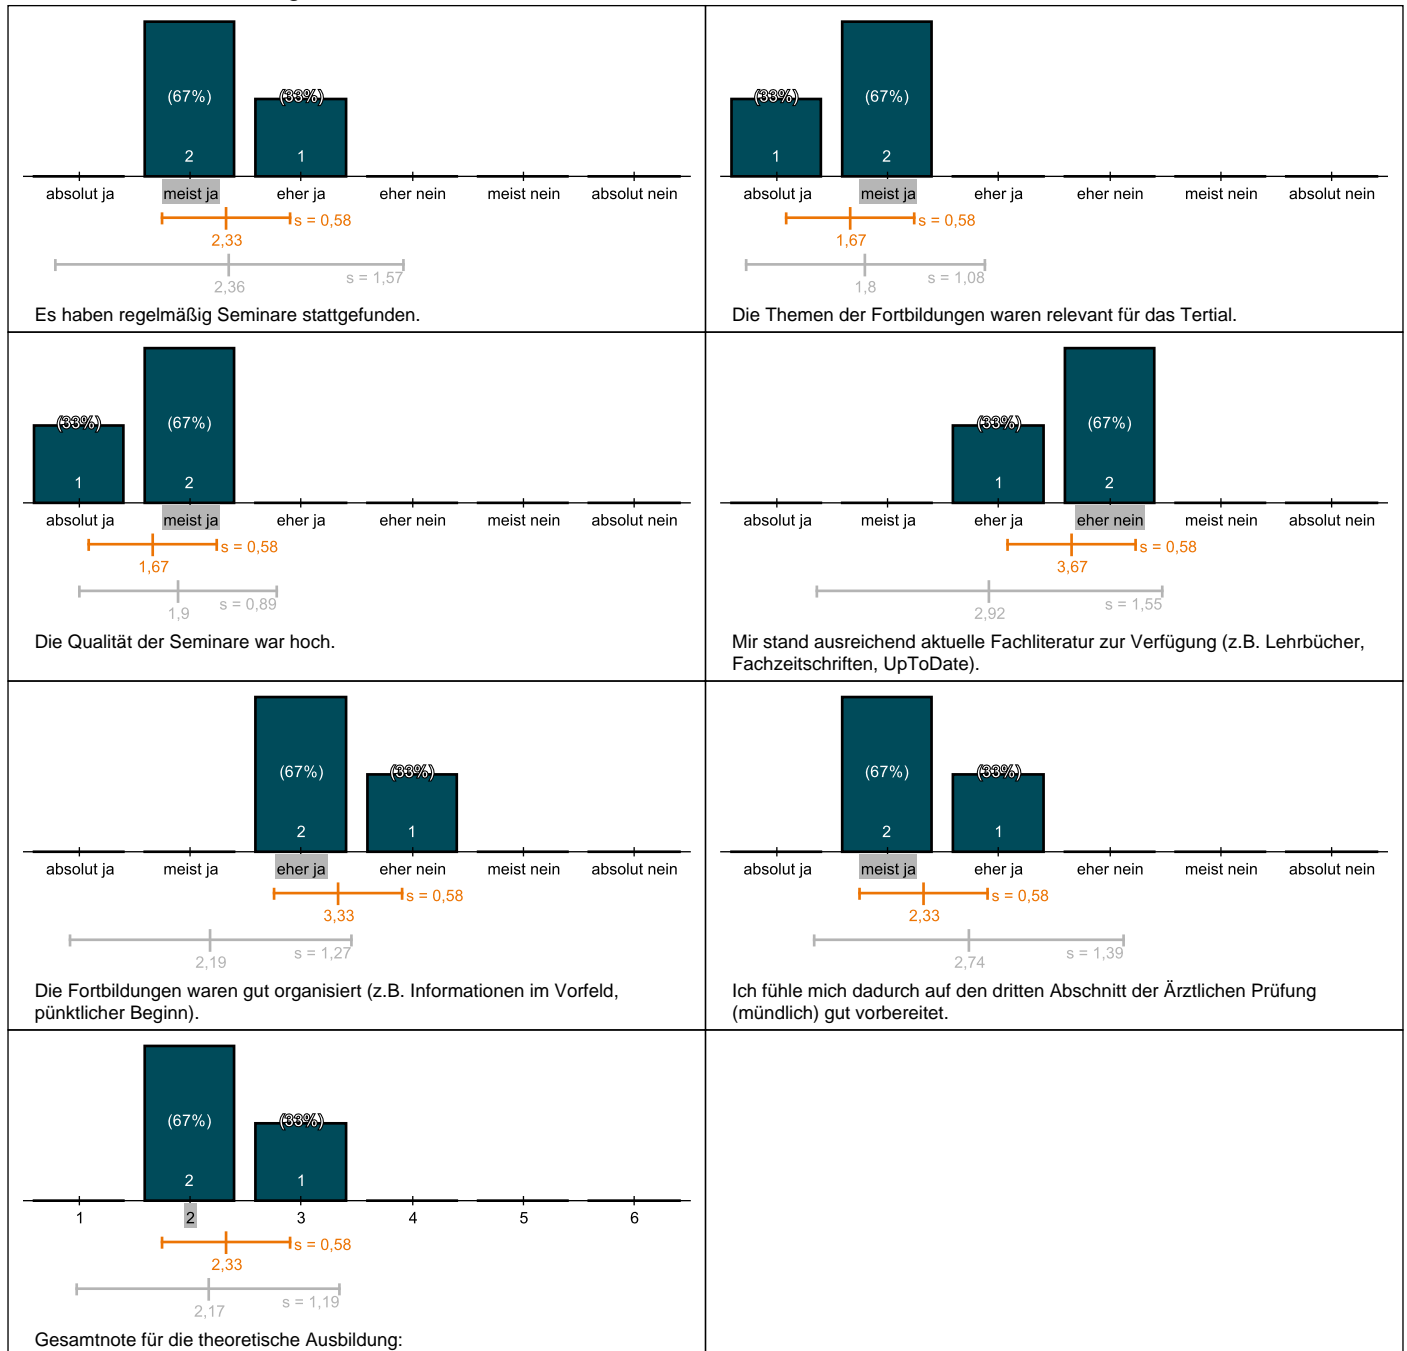 (67%)
(33%)
2
1
absolut ja meist ja eher ja eher nein meist nein absolut nein
s = 0,58
2,33
s = 1,57
2,36
Es haben regelmäßig Seminare stattgefunden.
(33%)
(67%)
1
2
absolut ja meist ja eher ja eher nein meist nein absolut nein
s = 0,58
1,67
s = 1,08
1,8
Die Themen der Fortbildungen waren relevant für das Tertial.
(33%)
(67%)
1
2
absolut ja meist ja eher ja eher nein meist nein absolut nein
s = 0,58
1,67
s = 0,89
1,9
Die Qualität der Seminare war hoch.
(33%)
(67%)
1
2
absolut ja meist ja eher ja eher nein meist nein absolut nein
s = 0,58
3,67
s = 1,55
2,92
Mir stand ausreichend aktuelle Fachliteratur zur Verfügung (z.B. Lehrbücher,
Fachzeitschriften, UpToDate).
(67%)
(33%)
2
1
absolut ja meist ja eher ja eher nein meist nein absolut nein
s = 0,58
3,33
s = 1,27
2,19
Die Fortbildungen waren gut organisiert (z.B. Informationen im Vorfeld,
pünktlicher Beginn).
(67%)
(33%)
2
1
absolut ja meist ja eher ja eher nein meist nein absolut nein
s = 0,58
2,33
s = 1,39
2,74
Ich fühle mich dadurch auf den dritten Abschnitt der Ärztlichen Prüfung
(mündlich) gut vorbereitet.
(67%)
(33%)
2
1
1 2 3 4 5 6
s = 0,58
2,33
s = 1,19
2,17
Gesamtnote für die theoretische Ausbildung: